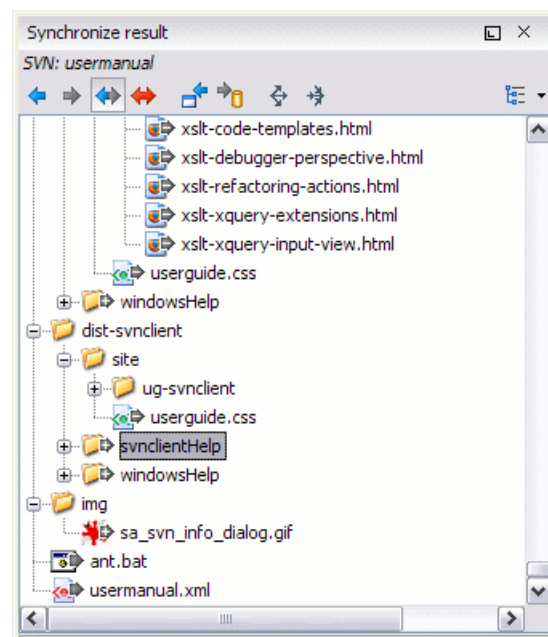 Synchronize result
SVN: usermanual
xslt-code-templates.html
xslt-debugger-perspective.html
xslt-refactoring-actions.html
xslt-xquery-extensions.html
xslt-xquery-input-view.html
userguide.css
windowsHelp
dist-svnclient
site
ug-svnclient
userguide.css
svnclientHelp
windowsHelp
img
sa_svn_info_dialog.gif
ant.bat
usermanual.xml